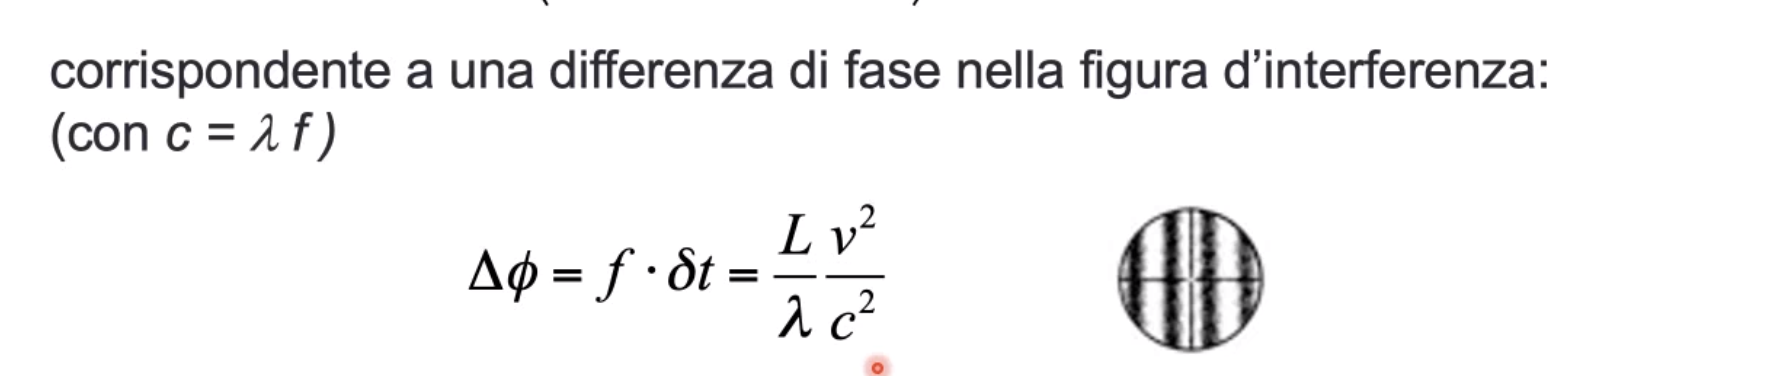 corrispondente a una differenza di fase nella figura d’interferenza:
(con c = λ f )
Δϕ = f · δt = L/λ v²/c²